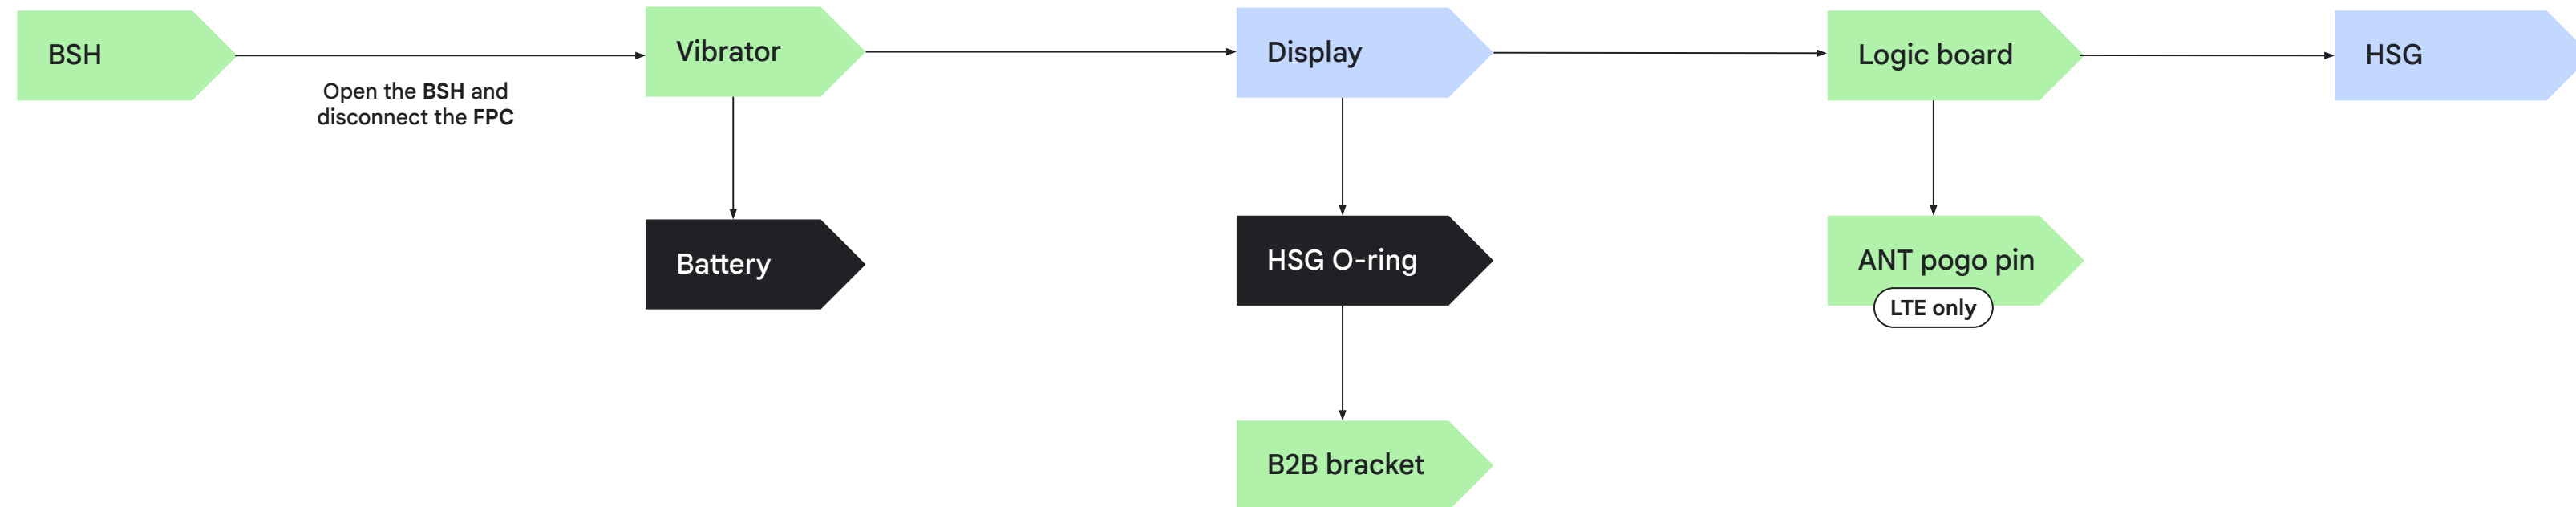 BSH
Open the BSH and
disconnect the FPC
Vibrator
Display
Logic board
HSG
Battery
HSG O-ring
ANT pogo pin
LTE only
B2B bracket